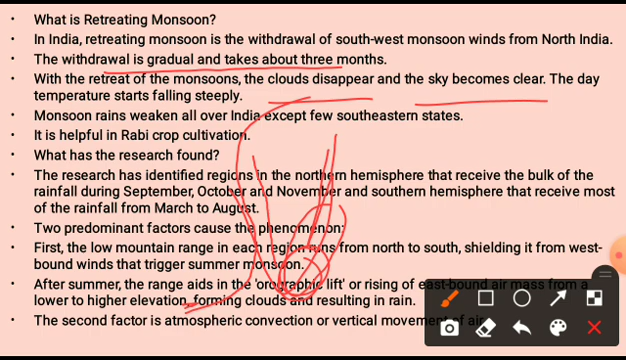 • What is Retreating Monsoon?
• In India, retreating monsoon is the withdrawal of south-west monsoon winds from North India.
• The withdrawal is gradual and takes about three months.
• With the retreat of the monsoons, the clouds disappear and the sky becomes clear. The day
temperature starts falling steeply.
• Monsoon rains weaken all over India except few southeastern states.
• It is helpful in Rabi crop cultivation.
• What has the research found?
• The research has identified regions in the northern hemisphere that receive the bulk of the
rainfall during September, October and November and southern hemisphere that receive most
of the rainfall from March to August.
• Two predominant factors cause the phenomenon:
• First, the low mountain range in each region runs from north to south, shielding it from west-
bound winds that trigger summer monsoon.
• After summer, the range aids in the 'orographic lift' or rising of east-bound air mass from a
lower to higher elevation, forming clouds and resulting in rain.
• The second factor is atmospheric convection or vertical movement of air.